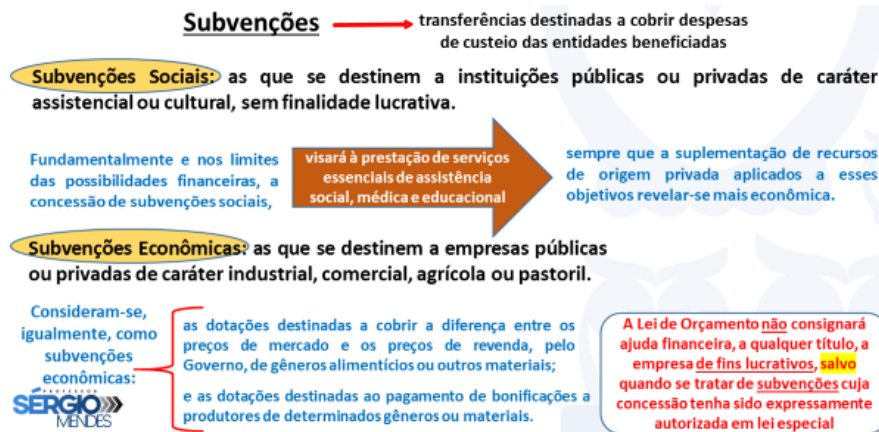 Subvenções
transferências destinadas a cobrir despesas
de custeio das entidades beneficiadas
Subvenções Sociais: as que se destinem a instituições públicas ou privadas de caráter
assistencial ou cultural, sem finalidade lucrativa.
Fundamentalmente e nos limites
das possibilidades financeiras, a
concessão de subvenções sociais,
visará à prestação de serviços
essenciais de assistência
social, médica e educacional
sempre que a suplementação de recursos
de origem privada aplicados a esses
objetivos revelar-se mais econômica.
Subvenções Econômicas: as que se destinem a empresas públicas
ou privadas de caráter industrial, comercial, agrícola ou pastoril.
Consideram-se,
igualmente, como
subvenções
econômicas:
as dotações destinadas a cobrir a diferença entre os
preços de mercado e os preços de revenda, pelo
Governo, de gêneros alimentícios ou outros materiais;
e as dotações destinadas ao pagamento de bonificações a
produtores de determinados gêneros ou materiais.
A Lei de Orçamento não consignará
ajuda financeira, a qualquer título, a
empresa de fins lucrativos, salvo
quando se tratar de subvenções cuja
concessão tenha sido expressamente
autorizada em lei especial
PROFESSOR
SÉRGIO
MENDES